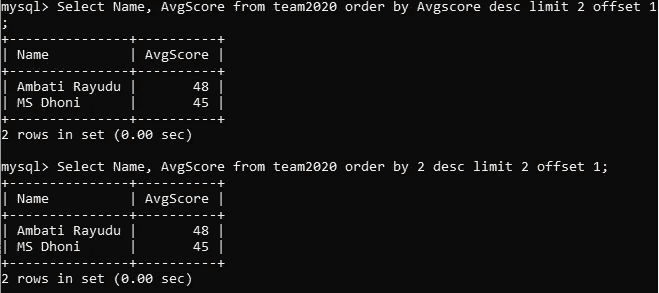 mysql> Select Name, AvgScore from team2020 order by Avgscore desc limit 2 offset 1
;
+---------------+----------+
| Name          | AvgScore |
+---------------+----------+
| Ambati Rayudu |       48 |
| MS Dhoni      |       45 |
+---------------+----------+
2 rows in set (0.00 sec)
mysql> Select Name, AvgScore from team2020 order by 2 desc limit 2 offset 1;
+---------------+----------+
| Name          | AvgScore |
+---------------+----------+
| Ambati Rayudu |       48 |
| MS Dhoni      |       45 |
+---------------+----------+
2 rows in set (0.00 sec)